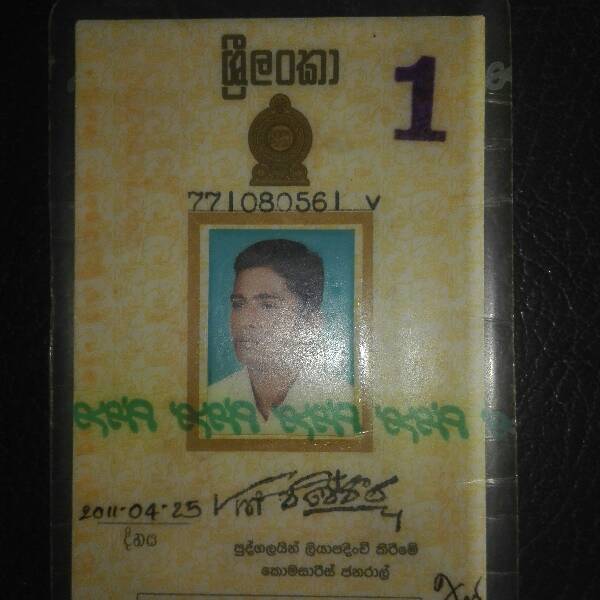 ශ්‍රී ලංකා
1
771080561 V
2011-04-25
දිනය
පුද්ගලයින් ලියාපදිංචි කිරීමේ
කොමසාරිස් ජනරාල්